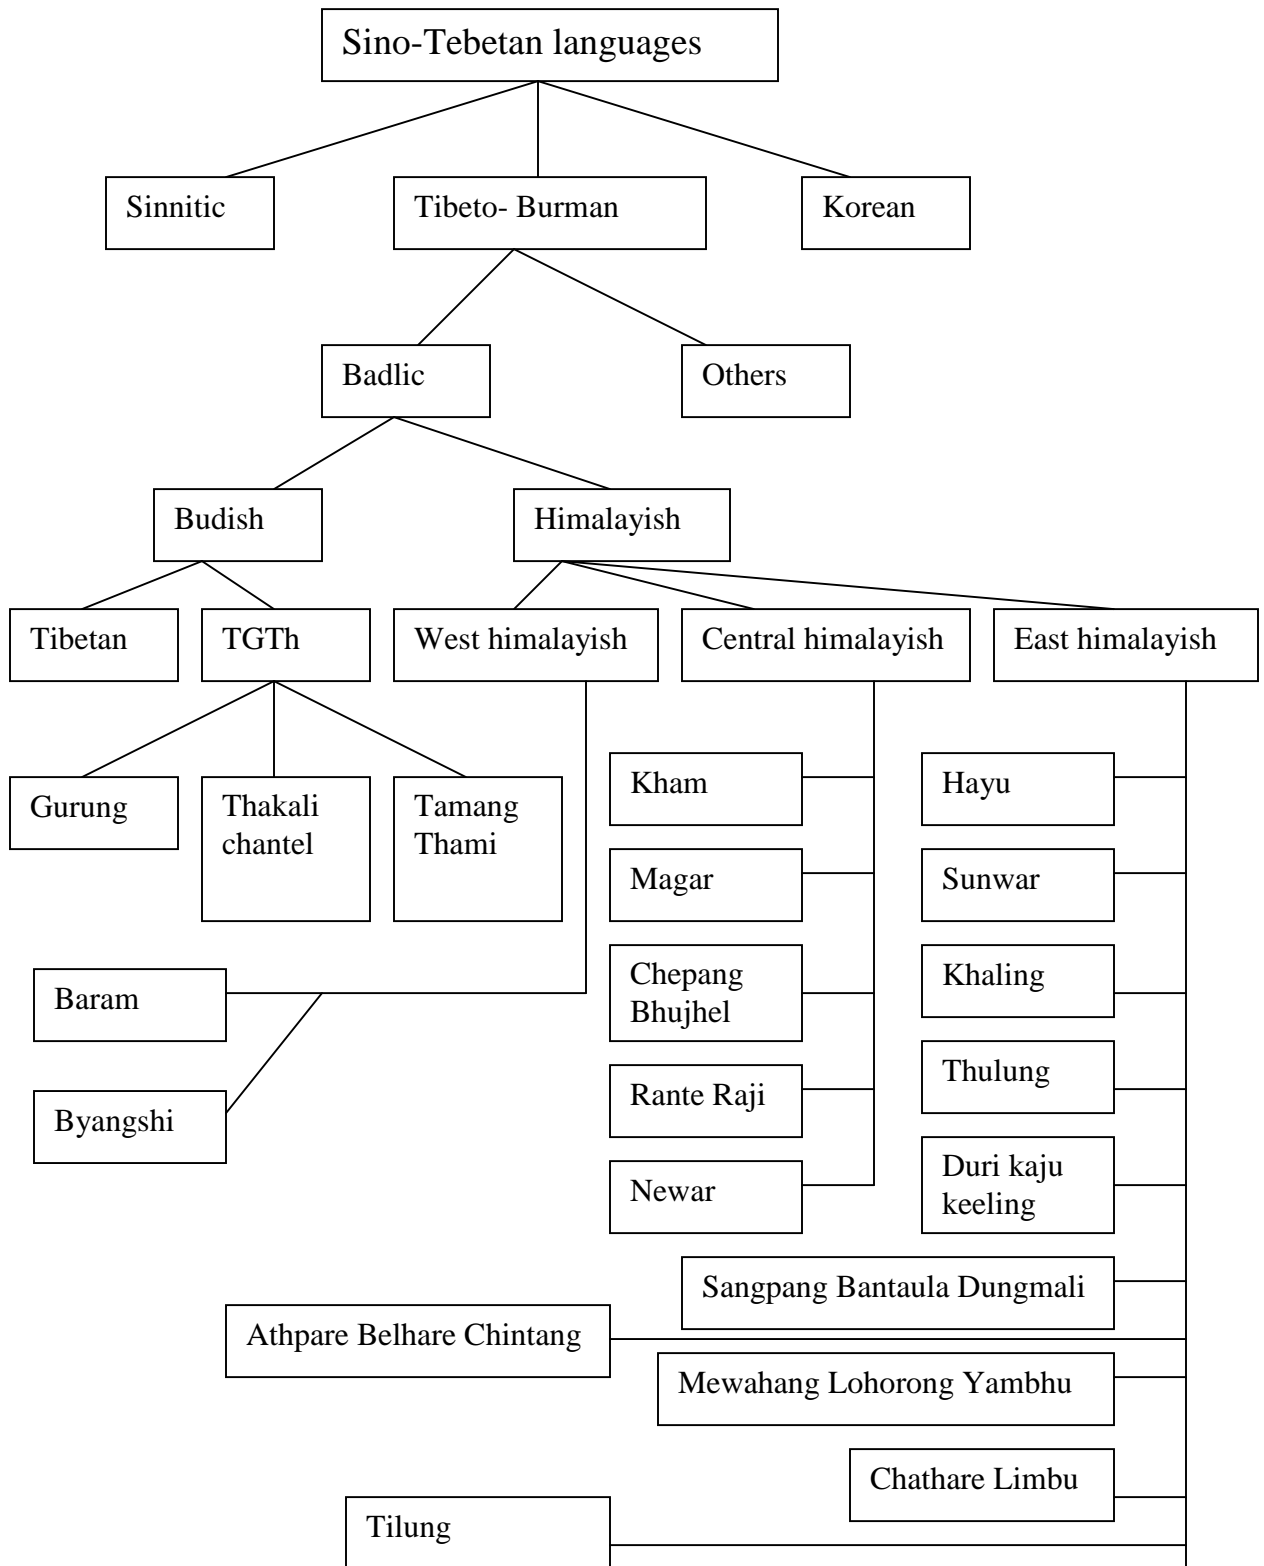 Sino-Tebetan languages
Sinnitic
Tibeto- Burman
Korean
Badlic
Others
Budish
Himalayish
Tibetan
TGTh
West himalayish
Central himalayish
East himalayish
Gurung
Thakali
chantel
Tamang
Thami
Kham
Hayu
Magar
Sunwar
Baram
Chepang
Bhujhel
Khaling
Byangshi
Rante Raji
Thulung
Newar
Duri kaju
keeling
Sangpang Bantaula Dungmali
Athpare Belhare Chintang
Mewahang Lohorong Yambhu
Chathare Limbu
Tilung